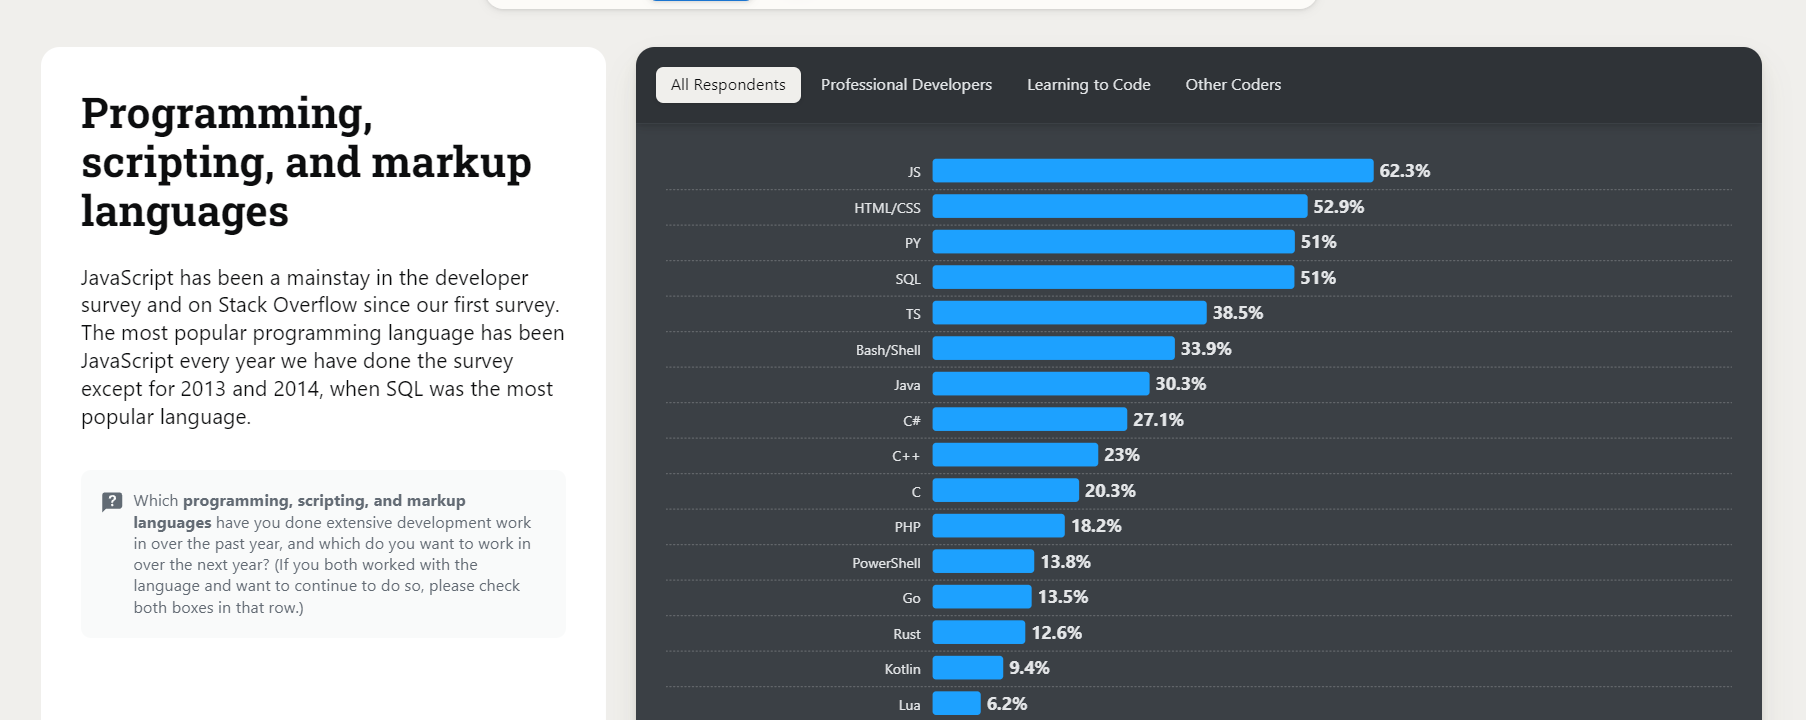 Programming,
scripting, and markup
languages
JavaScript has been a mainstay in the developer
survey and on Stack Overflow since our first survey.
The most popular programming language has been
JavaScript every year we have done the survey
except for 2013 and 2014, when SQL was the most
popular language.
Which programming, scripting, and markup
languages have you done extensive development work
in over the past year, and which do you want to work in
over the next year? (If you both worked with the
language and want to continue to do so, please check
both boxes in that row.)
All Respondents Professional Developers Learning to Code Other Coders
JS 62.3%
HTML/CSS 52.9%
PY 51%
SQL 51%
TS 38.5%
Bash/Shell 33.9%
Java 30.3%
C# 27.1%
C++ 23%
C 20.3%
PHP 18.2%
PowerShell 13.8%
Go 13.5%
Rust 12.6%
Kotlin 9.4%
Lua 6.2%